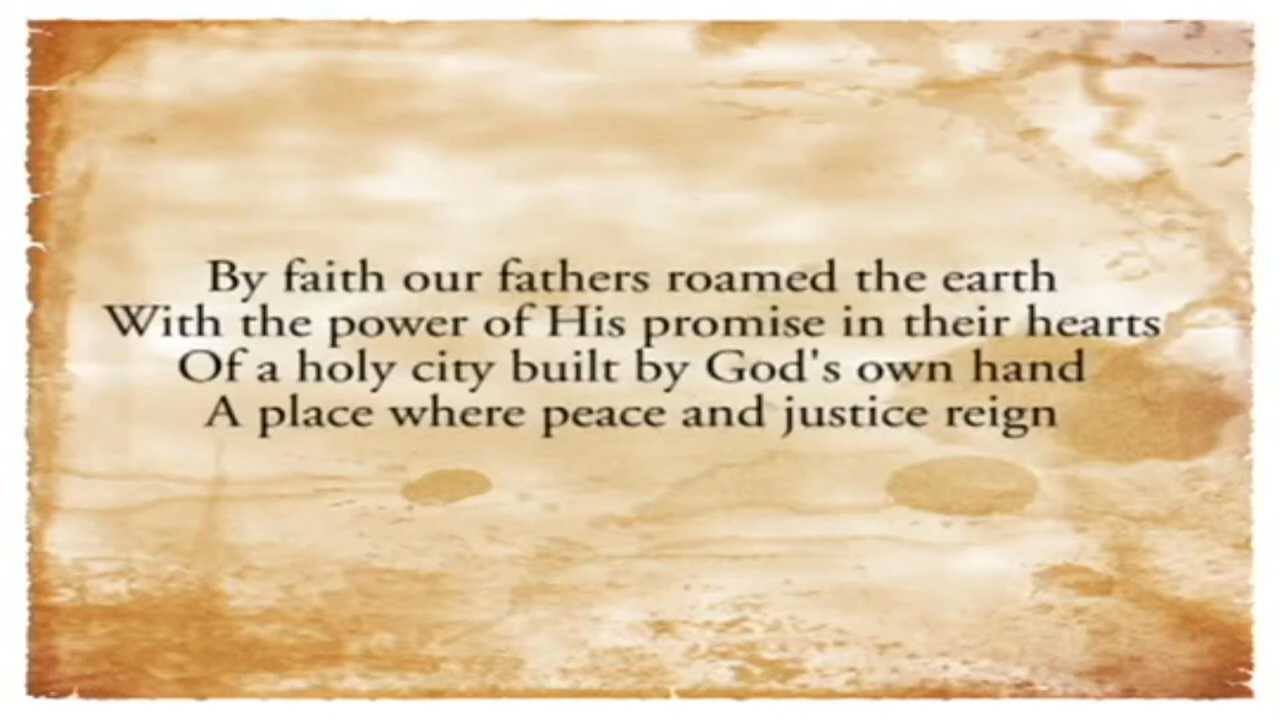 By faith our fathers roamed the earth
With the power of His promise in their hearts
Of a holy city built by God's own hand
A place where peace and justice reign